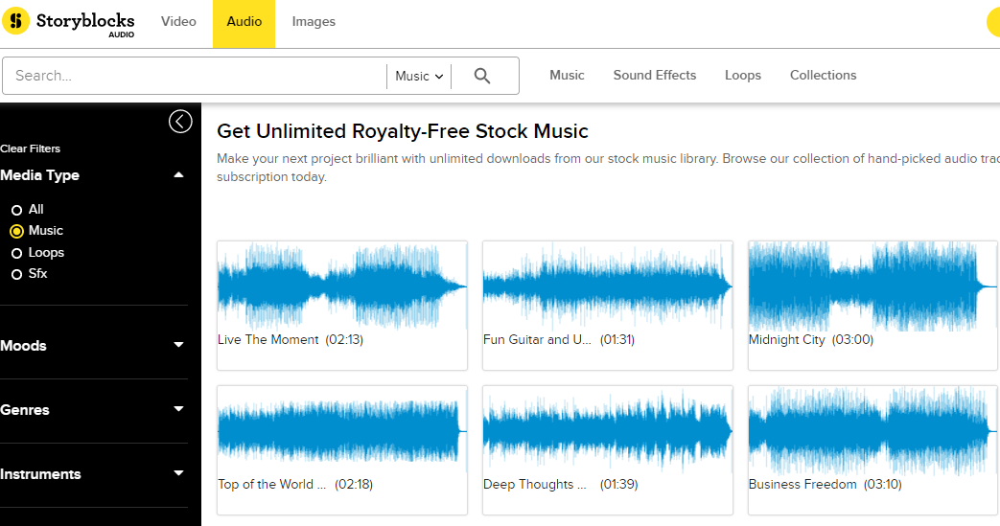 Storyblocks
AUDIO
Video
Audio
Images
Search...
Music
Music
Sound Effects
Loops
Collections
Clear Filters
Media Type
All
Music
Loops
Sfx
Moods
Genres
Instruments
Get Unlimited Royalty-Free Stock Music
Make your next project brilliant with unlimited downloads from our stock music library. Browse our collection of hand-picked audio
subscription today.
Live The Moment (02:13)
Fun Guitar and U... (01:31)
Midnight City (03:00)
Top of the World ... (02:18)
Deep Thoughts ... (01:39)
Business Freedom (03:10)